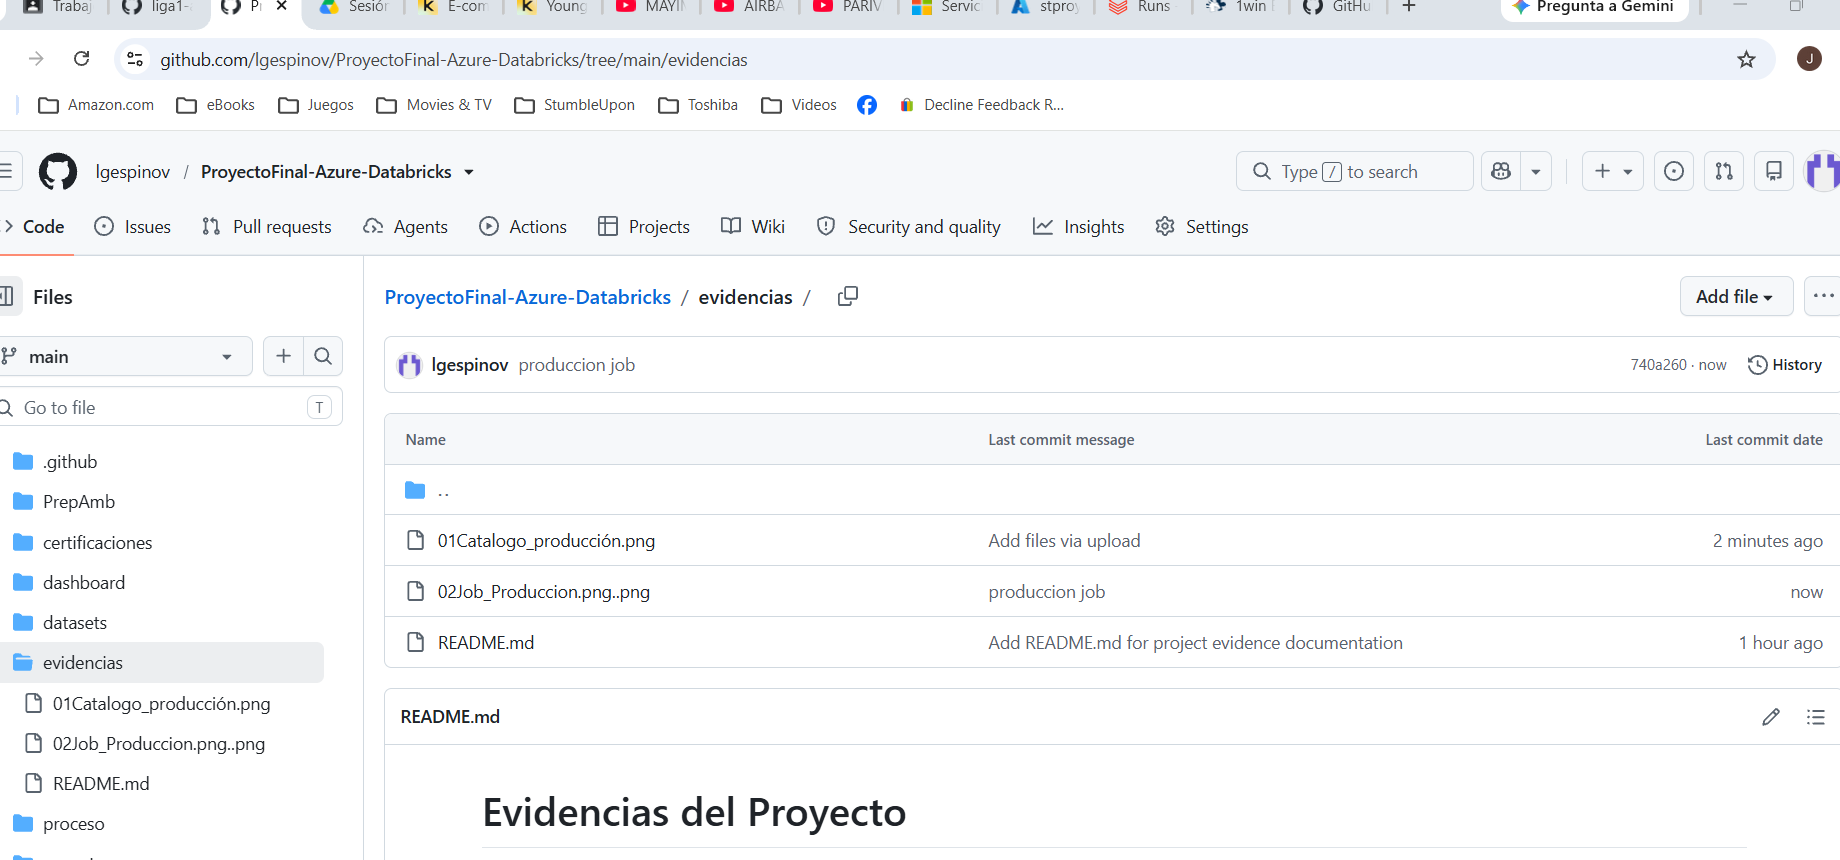 Trabaj liga1- P Sesión E-com Young MAYI AIRBA PARIV Servic stproy Runs 1win GitHu Pregunta a Gemini
github.com/lgespinov/ProyectoFinal-Azure-Databricks/tree/main/evidencias J
Amazon.com eBooks Juegos Movies & TV StumbleUpon Toshiba Videos Decline Feedback R...
lgespinov / ProyectoFinal-Azure-Databricks Type / to search
Code Issues Pull requests Agents Actions Projects Wiki Security and quality Insights Settings
Files
main
Go to file T
.github
PrepAmb
certificaciones
dashboard
datasets
evidencias
01Catalogo_producción.png
02Job_Produccion.png..png
README.md
proceso
ProyectoFinal-Azure-Databricks / evidencias / Add file
lgespinov produccion job 740a260 · now History
Name Last commit message Last commit date
..
01Catalogo_producción.png Add files via upload 2 minutes ago
02Job_Produccion.png..png produccion job now
README.md Add README.md for project evidence documentation 1 hour ago
README.md
Evidencias del Proyecto